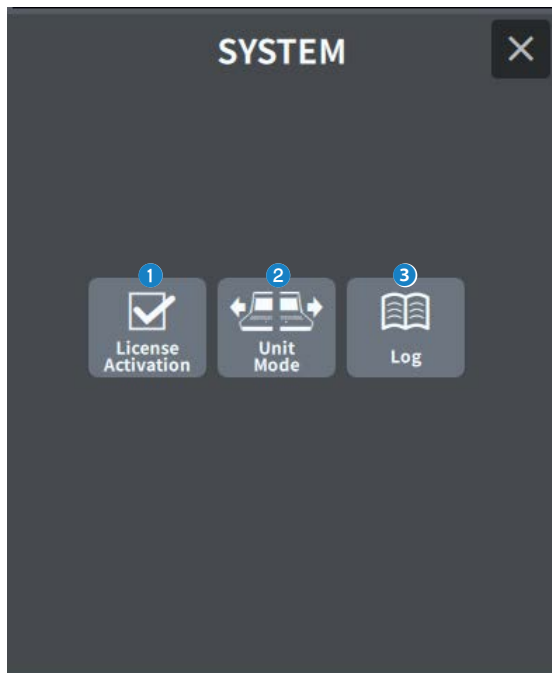 SYSTEM
1
2
3
License
Activation
Unit
Mode
Log